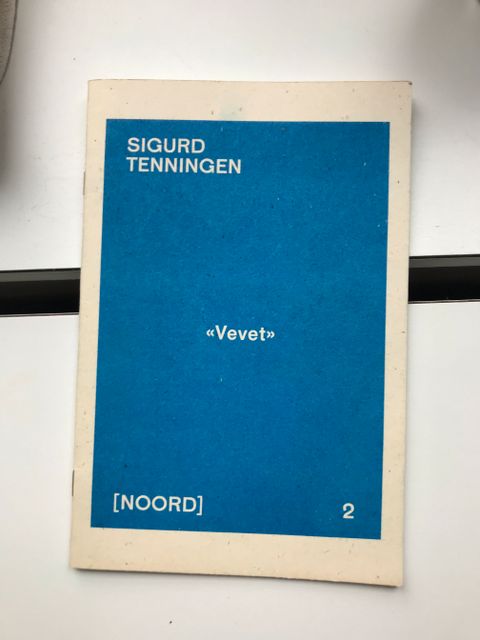 SIGURD
TENNINGEN
«Vevet»
[NOORD]
2